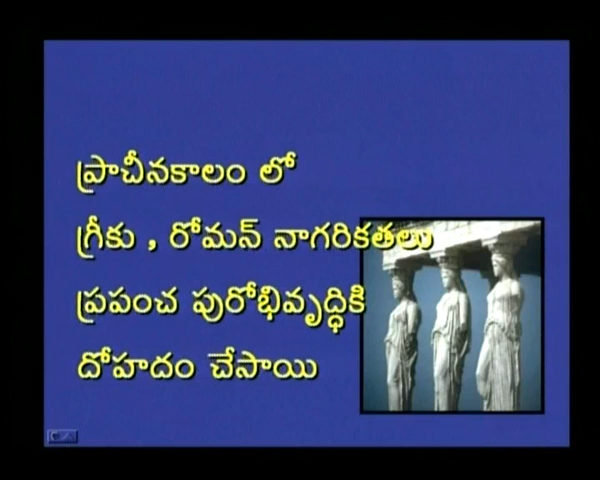 ప్రాచీనకాలం లో
గ్రీకు , రోమన్ నాగరికతలు
ప్రపంచ పురోభివృద్ధికి
దోహదం చేసాయి